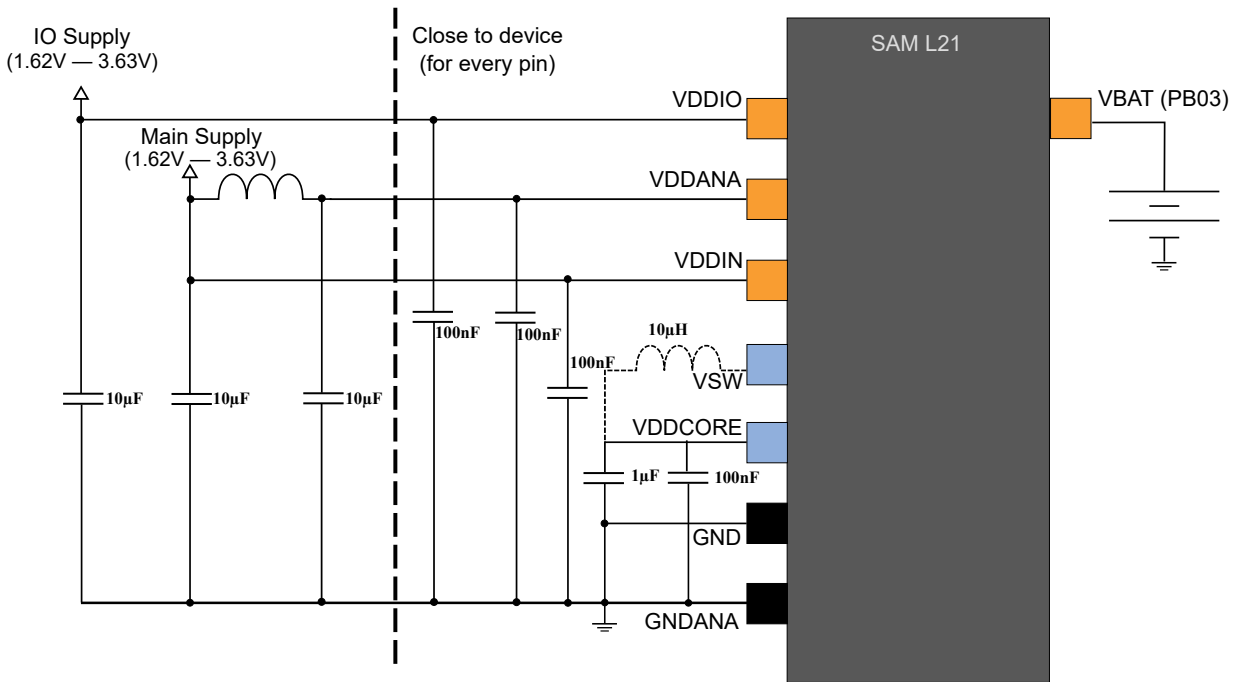 IO Supply
(1.62V — 3.63V)
Close to device
(for every pin)
SAM L21
VDDIO
VBAT (PB03)
Main Supply
(1.62V — 3.63V)
VDDANA
VDDIN
100nF
100nF
10µH
100nF
VSW
10µF
10µF
10µF
VDDCORE
1µF
100nF
GND
GNDANA